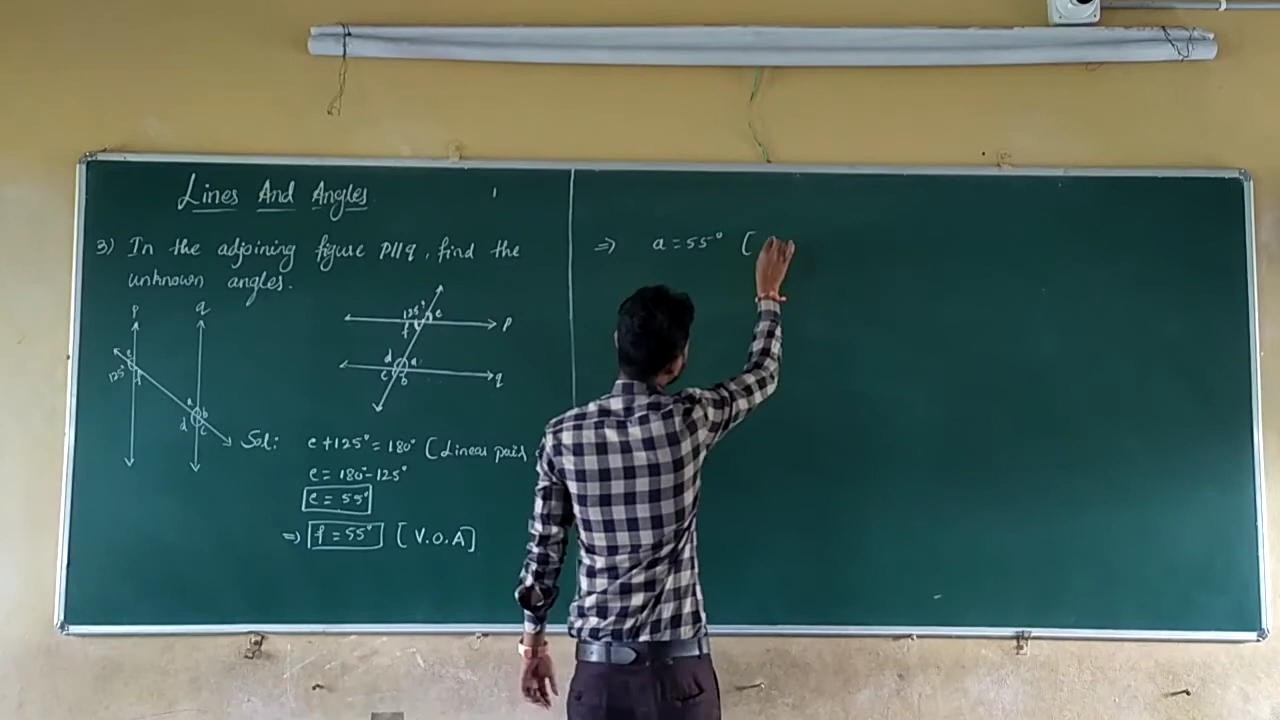 Lines And Angles
3) In the adjoining figure P||q, find the
unknown angles.
P q
e
125°
f
a b
d c
125° e
f P
d a
c b q
Sol: e+125°=180° (Linear pair
e = 180°-125°
e = 55°
⇒ f = 55° [V.O.A]
⇒ a = 55° [